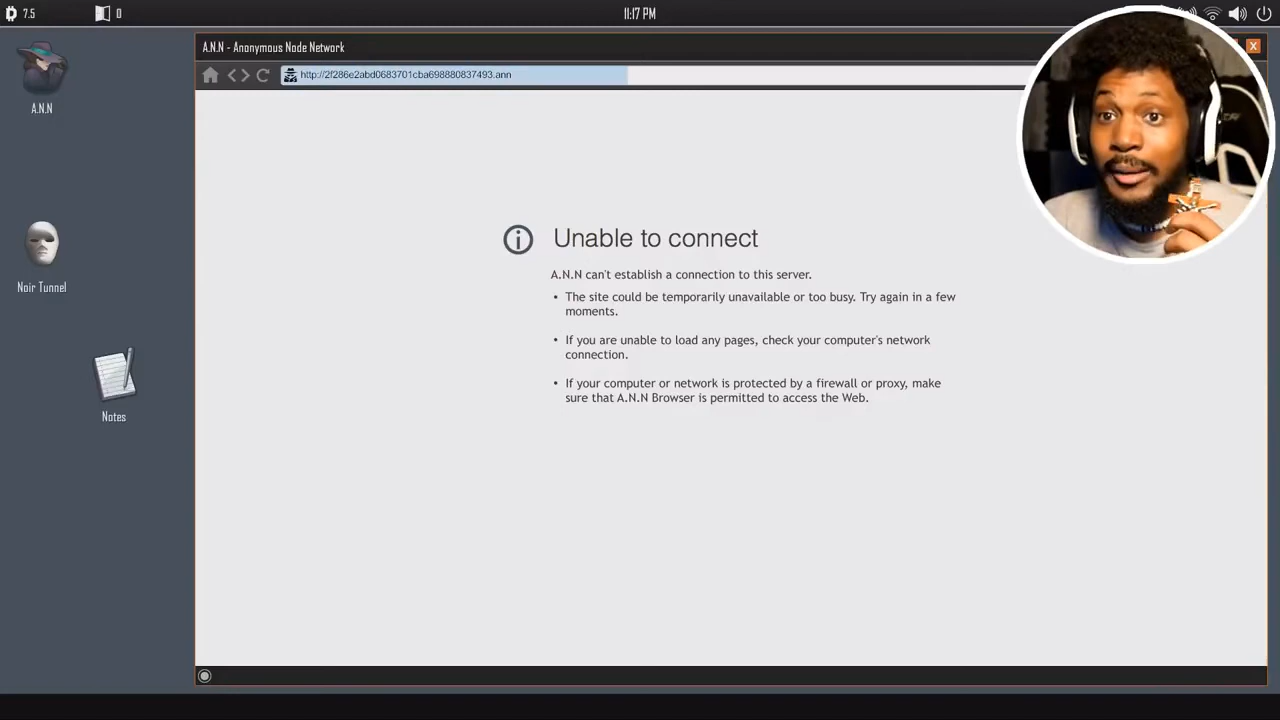 7.5
0
11:17 PM
A.N.N - Anonymous Node Network
X
http://2f286e2abd0683701cba698880837493.ann
A.N.N
Noir Tunnel
Notes
Unable to connect
A.N.N can't establish a connection to this server.
• The site could be temporarily unavailable or too busy. Try again in a few
moments.
• If you are unable to load any pages, check your computer's network
connection.
• If your computer or network is protected by a firewall or proxy, make
sure that A.N.N Browser is permitted to access the Web.